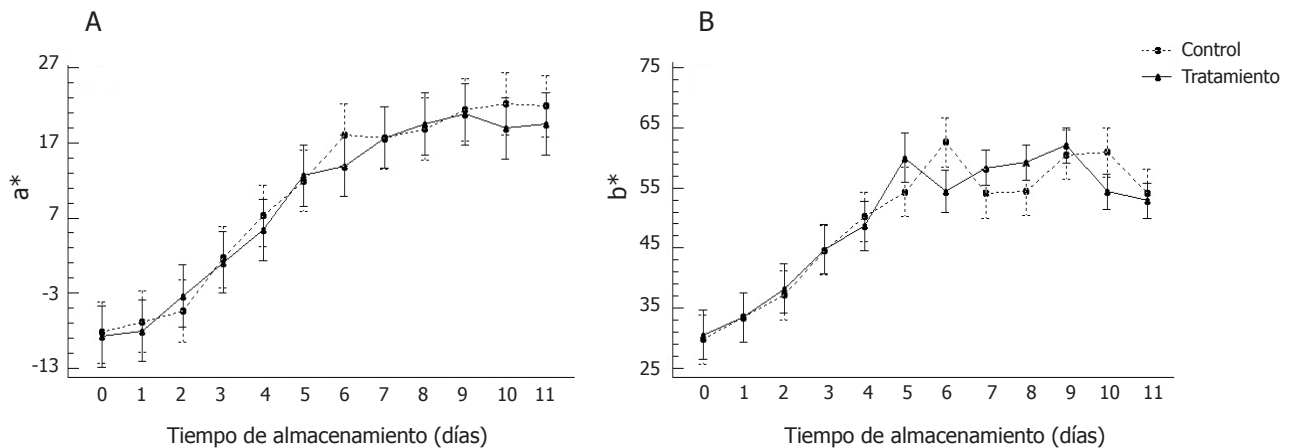 A
27
17
7
-3
-13
a*
0 1 2 3 4 5 6 7 8 9 10 11
Tiempo de almacenamiento (días)
B
75
65
55
45
35
25
b*
0 1 2 3 4 5 6 7 8 9 10 11
Tiempo de almacenamiento (días)
Control
Tratamiento